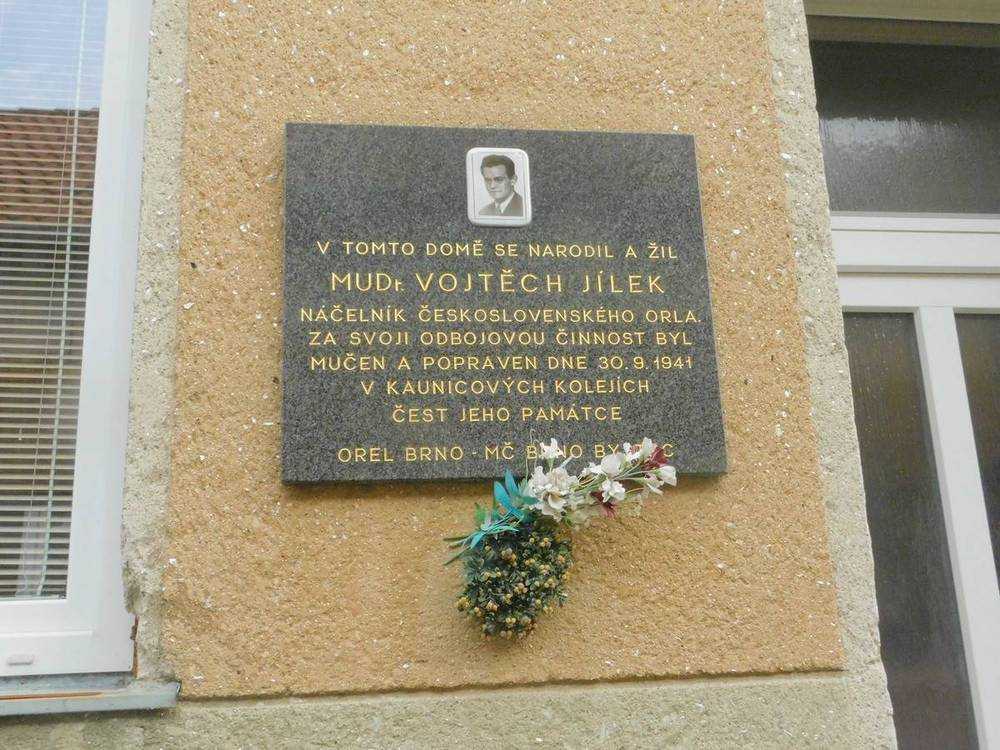 V TOMTO DOMĚ SE NARODIL A ŽIL
MUDr. VOJTĚCH JÍLEK
NÁČELNÍK ČESKOSLOVENSKÉHO ORLA.
ZA SVOJI ODBOJOVOU ČINNOST BYL
MUČEN A POPRAVEN DNE 30. 9. 1941
V KAUNICOVÝCH KOLEJÍCH
ČEST JEHO PAMÁTCE
OREL BRNO - MČ BRNO